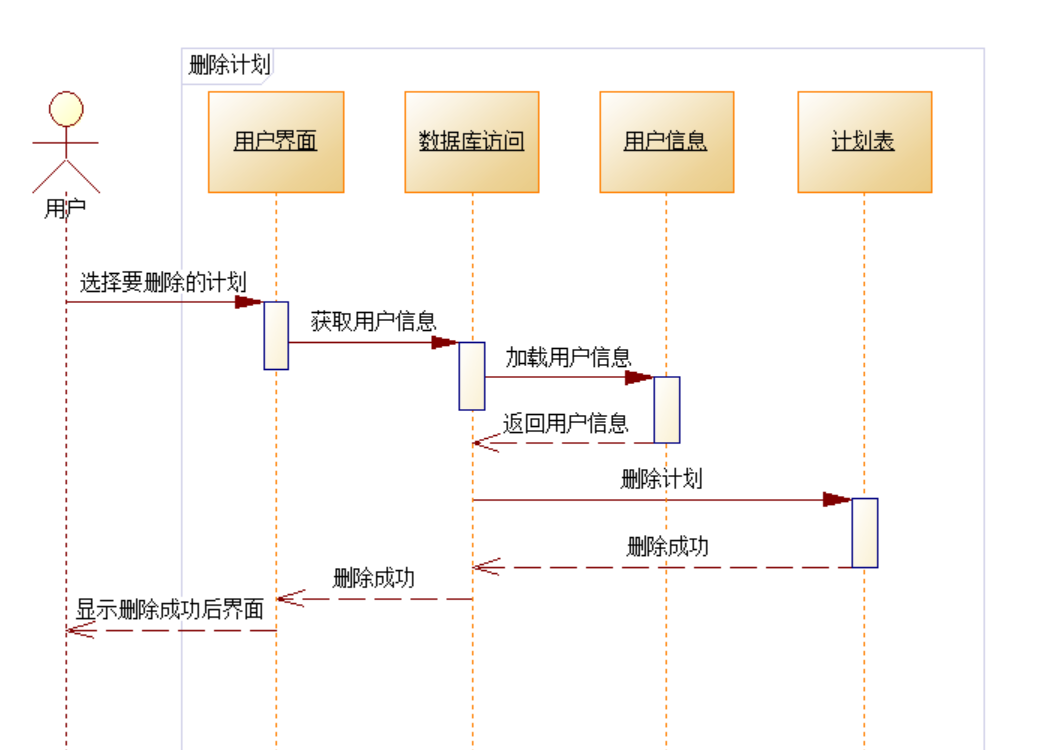 删除计划
用户界面
数据库访问
用户信息
计划表
用户
选择要删除的计划
获取用户信息
加载用户信息
返回用户信息
删除计划
删除成功
删除成功
显示删除成功后界面